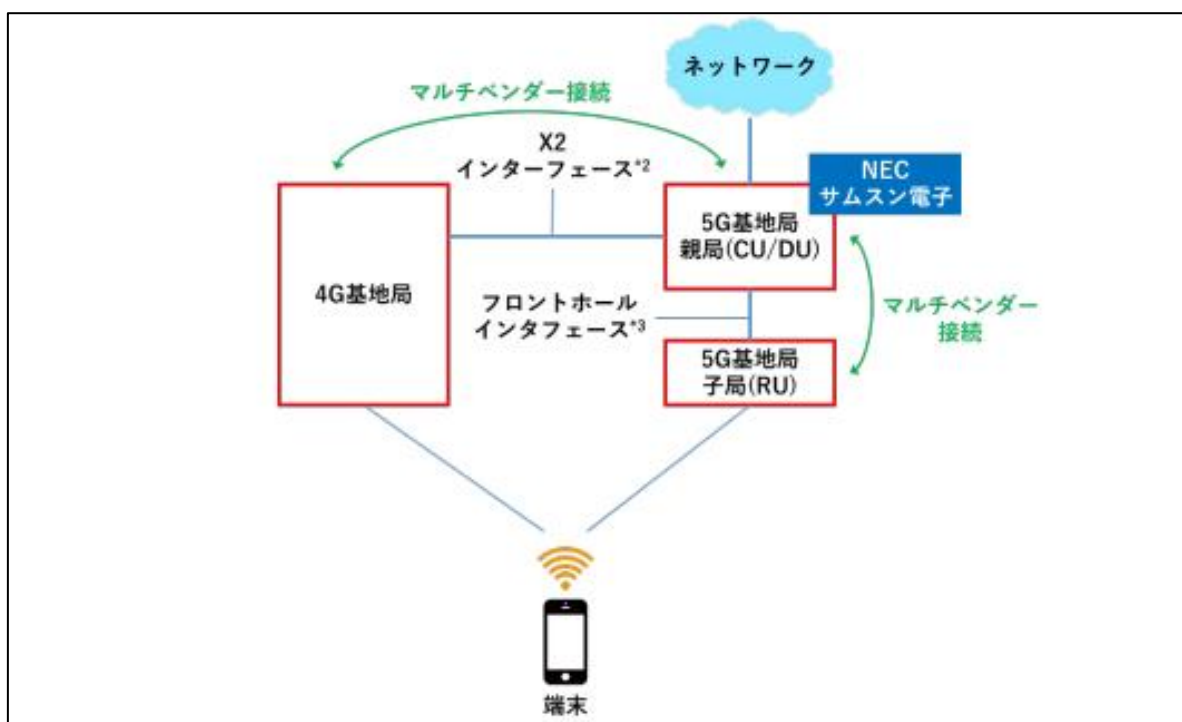 ネットワーク
マルチベンダー接続
X2
インターフェース*2
NEC
サムスン電子
5G基地局
親局(CU/DU)
4G基地局
フロントホール
インタフェース*3
マルチベンダー
接続
5G基地局
子局(RU)
端末